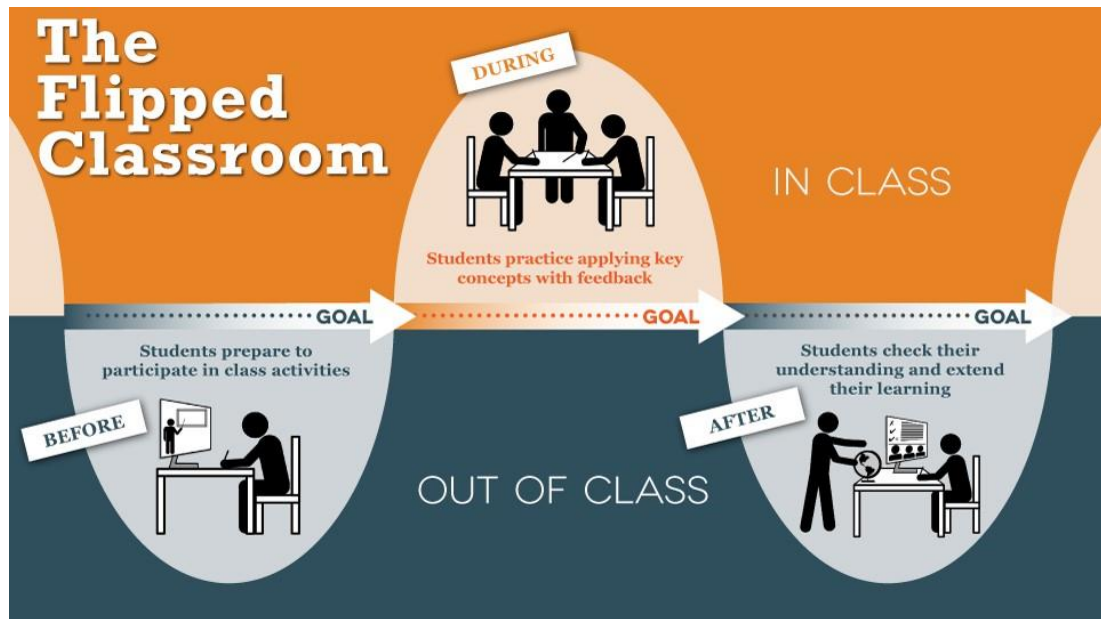 The
Flipped
Classroom
DURING
IN CLASS
Students practice applying key
concepts with feedback
GOAL
GOAL
GOAL
Students prepare to
participate in class activities
BEFORE
Students check their
understanding and extend
their learning
AFTER
OUT OF CLASS